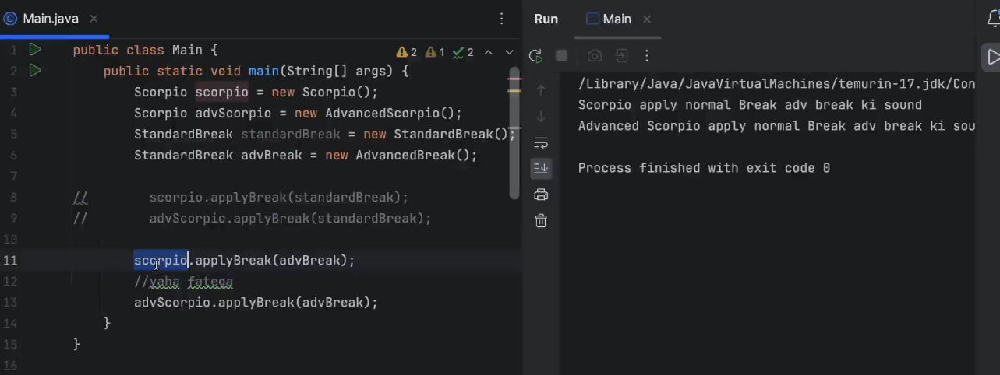 Main.java
Run
Main
2 1 2
1 public class Main {
2 public static void main(String[] args) {
3 Scorpio scorpio = new Scorpio();
4 Scorpio advScorpio = new AdvancedScorpio();
5 StandardBreak standardBreak = new StandardBreak();
6 StandardBreak advBreak = new AdvancedBreak();
7
8 // scorpio.applyBreak(standardBreak);
9 // advScorpio.applyBreak(standardBreak);
10
11 scorpio.applyBreak(advBreak);
12 //yaha fatega
13 advScorpio.applyBreak(advBreak);
14 }
15 }
16
/Library/Java/JavaVirtualMachines/temurin-17.jdk/Con
Scorpio apply normal Break adv break ki sound
Advanced Scorpio apply normal Break adv break ki sou
Process finished with exit code 0